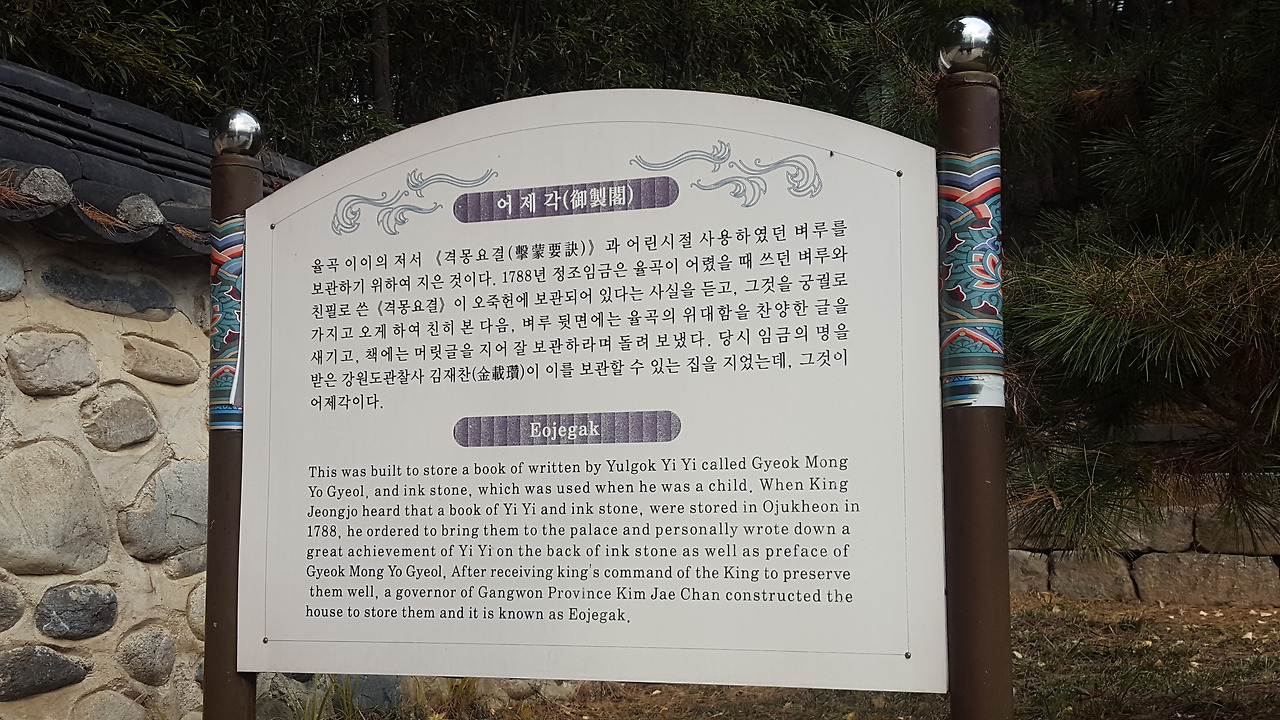 어제각(御製閣)
율곡 이이의 저서 《격몽요결(擊蒙要訣)》과 어린시절 사용하였던 벼루를
보관하기 위하여 지은 것이다. 1788년 정조임금은 율곡이 어렸을 때 쓰던 벼루와
친필로 쓴 《격몽요결》이 오죽헌에 보관되어 있다는 사실을 듣고, 그것을 궁궐로
가지고 오게 하여 친히 본 다음, 벼루 뒷면에는 율곡의 위대함을 찬양한 글을
새기고, 책에는 머릿글을 지어 잘 보관하라며 돌려 보냈다. 당시 임금의 명을
받은 강원도관찰사 김재찬(金載瓚)이 이를 보관할 수 있는 집을 지었는데, 그것이
어제각이다.
Eojegak
This was built to store a book of written by Yulgok Yi Yi called Gyeok Mong
Yo Gyeol, and ink stone, which was used when he was a child. When King
Jeongjo heard that a book of Yi Yi and ink stone, were stored in Ojukheon in
1788, he ordered to bring them to the palace and personally wrote down a
great achievement of Yi Yi on the back of ink stone as well as preface of
Gyeok Mong Yo Gyeol. After receiving king's command of the King to preserve
them well, a governor of Gangwon Province Kim Jae Chan constructed the
house to store them and it is known as Eojegak.